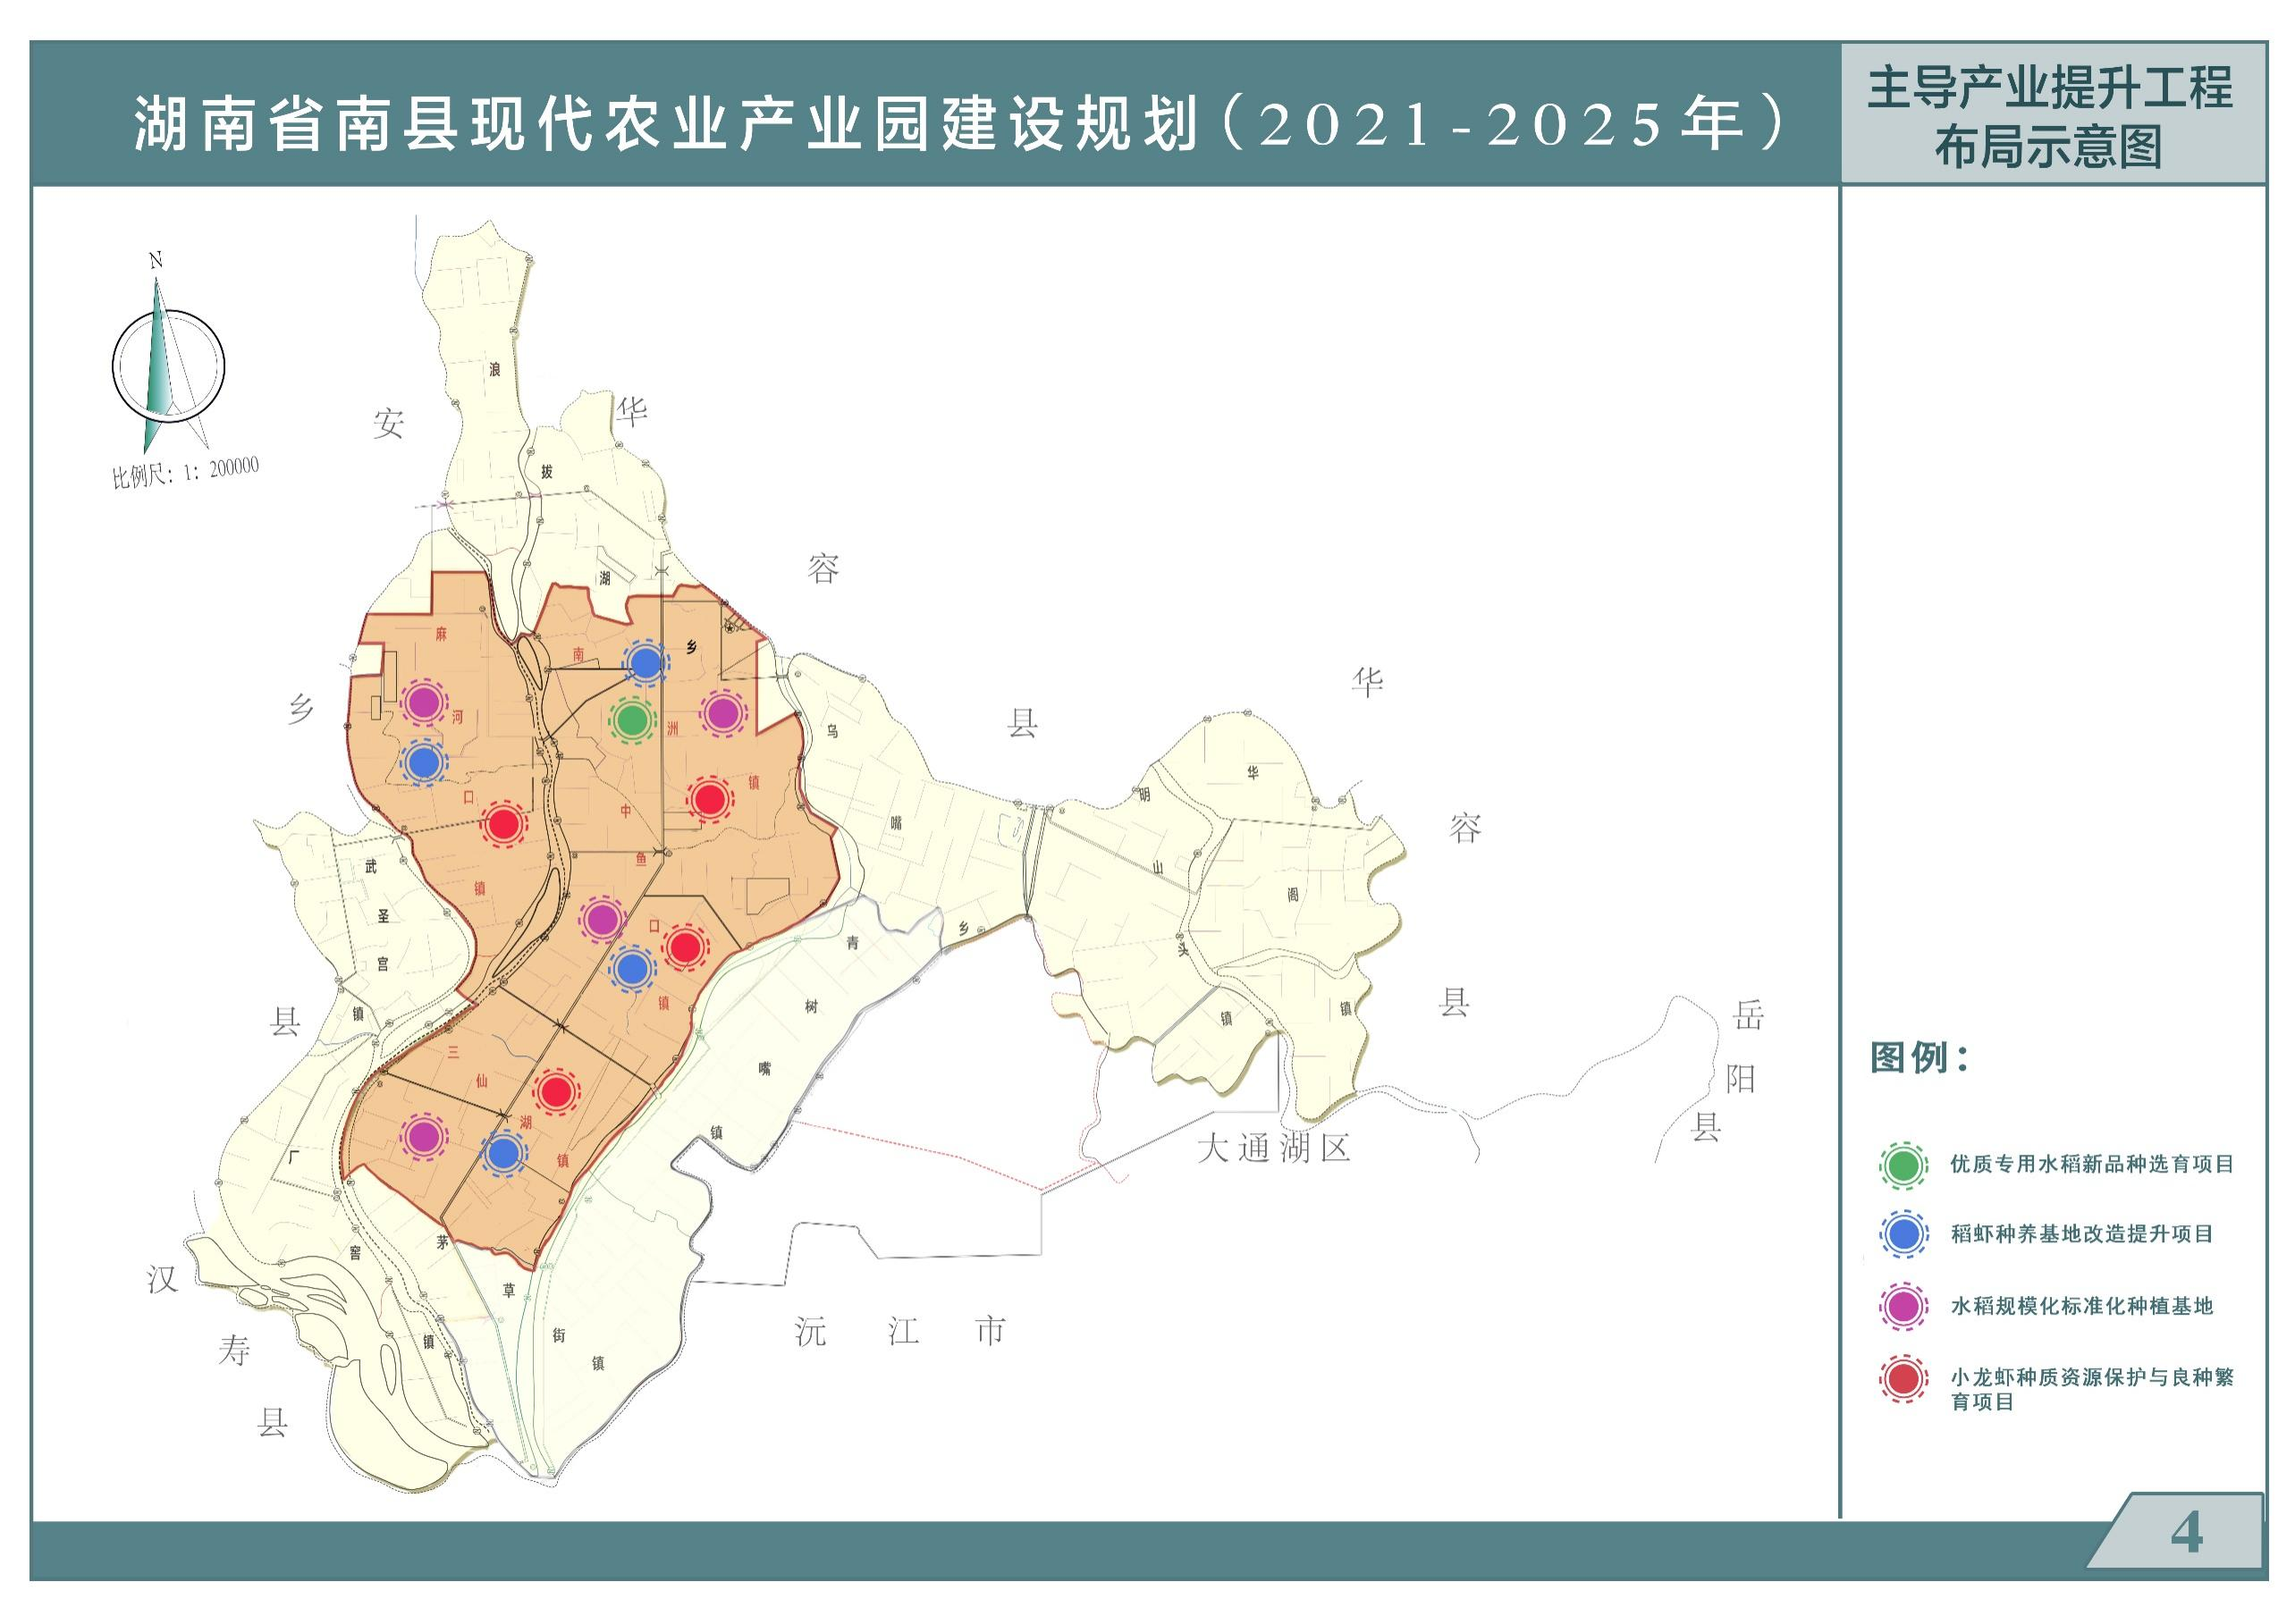 湖南省南县现代农业产业园建设规划(2021-2025年)
主导产业提升工程
布局示意图
N
比例尺：1：200000
安
乡
县
华
容
县
华
容
县
岳
阳
县
大通湖区
沅江市
汉
寿
县
浪
拔
湖
乡
麻
河
口
镇
南
洲
镇
中
鱼
口
镇
三
仙
湖
镇
武
圣
宫
镇
厂
窖
镇
茅
草
街
镇
青
树
嘴
镇
乌
嘴
乡
明
山
头
镇
华
阁
镇
图例：
优质专用水稻新品种选育项目
稻虾种养基地改造提升项目
水稻规模化标准化种植基地
小龙虾种质资源保护与良种繁
育项目
4